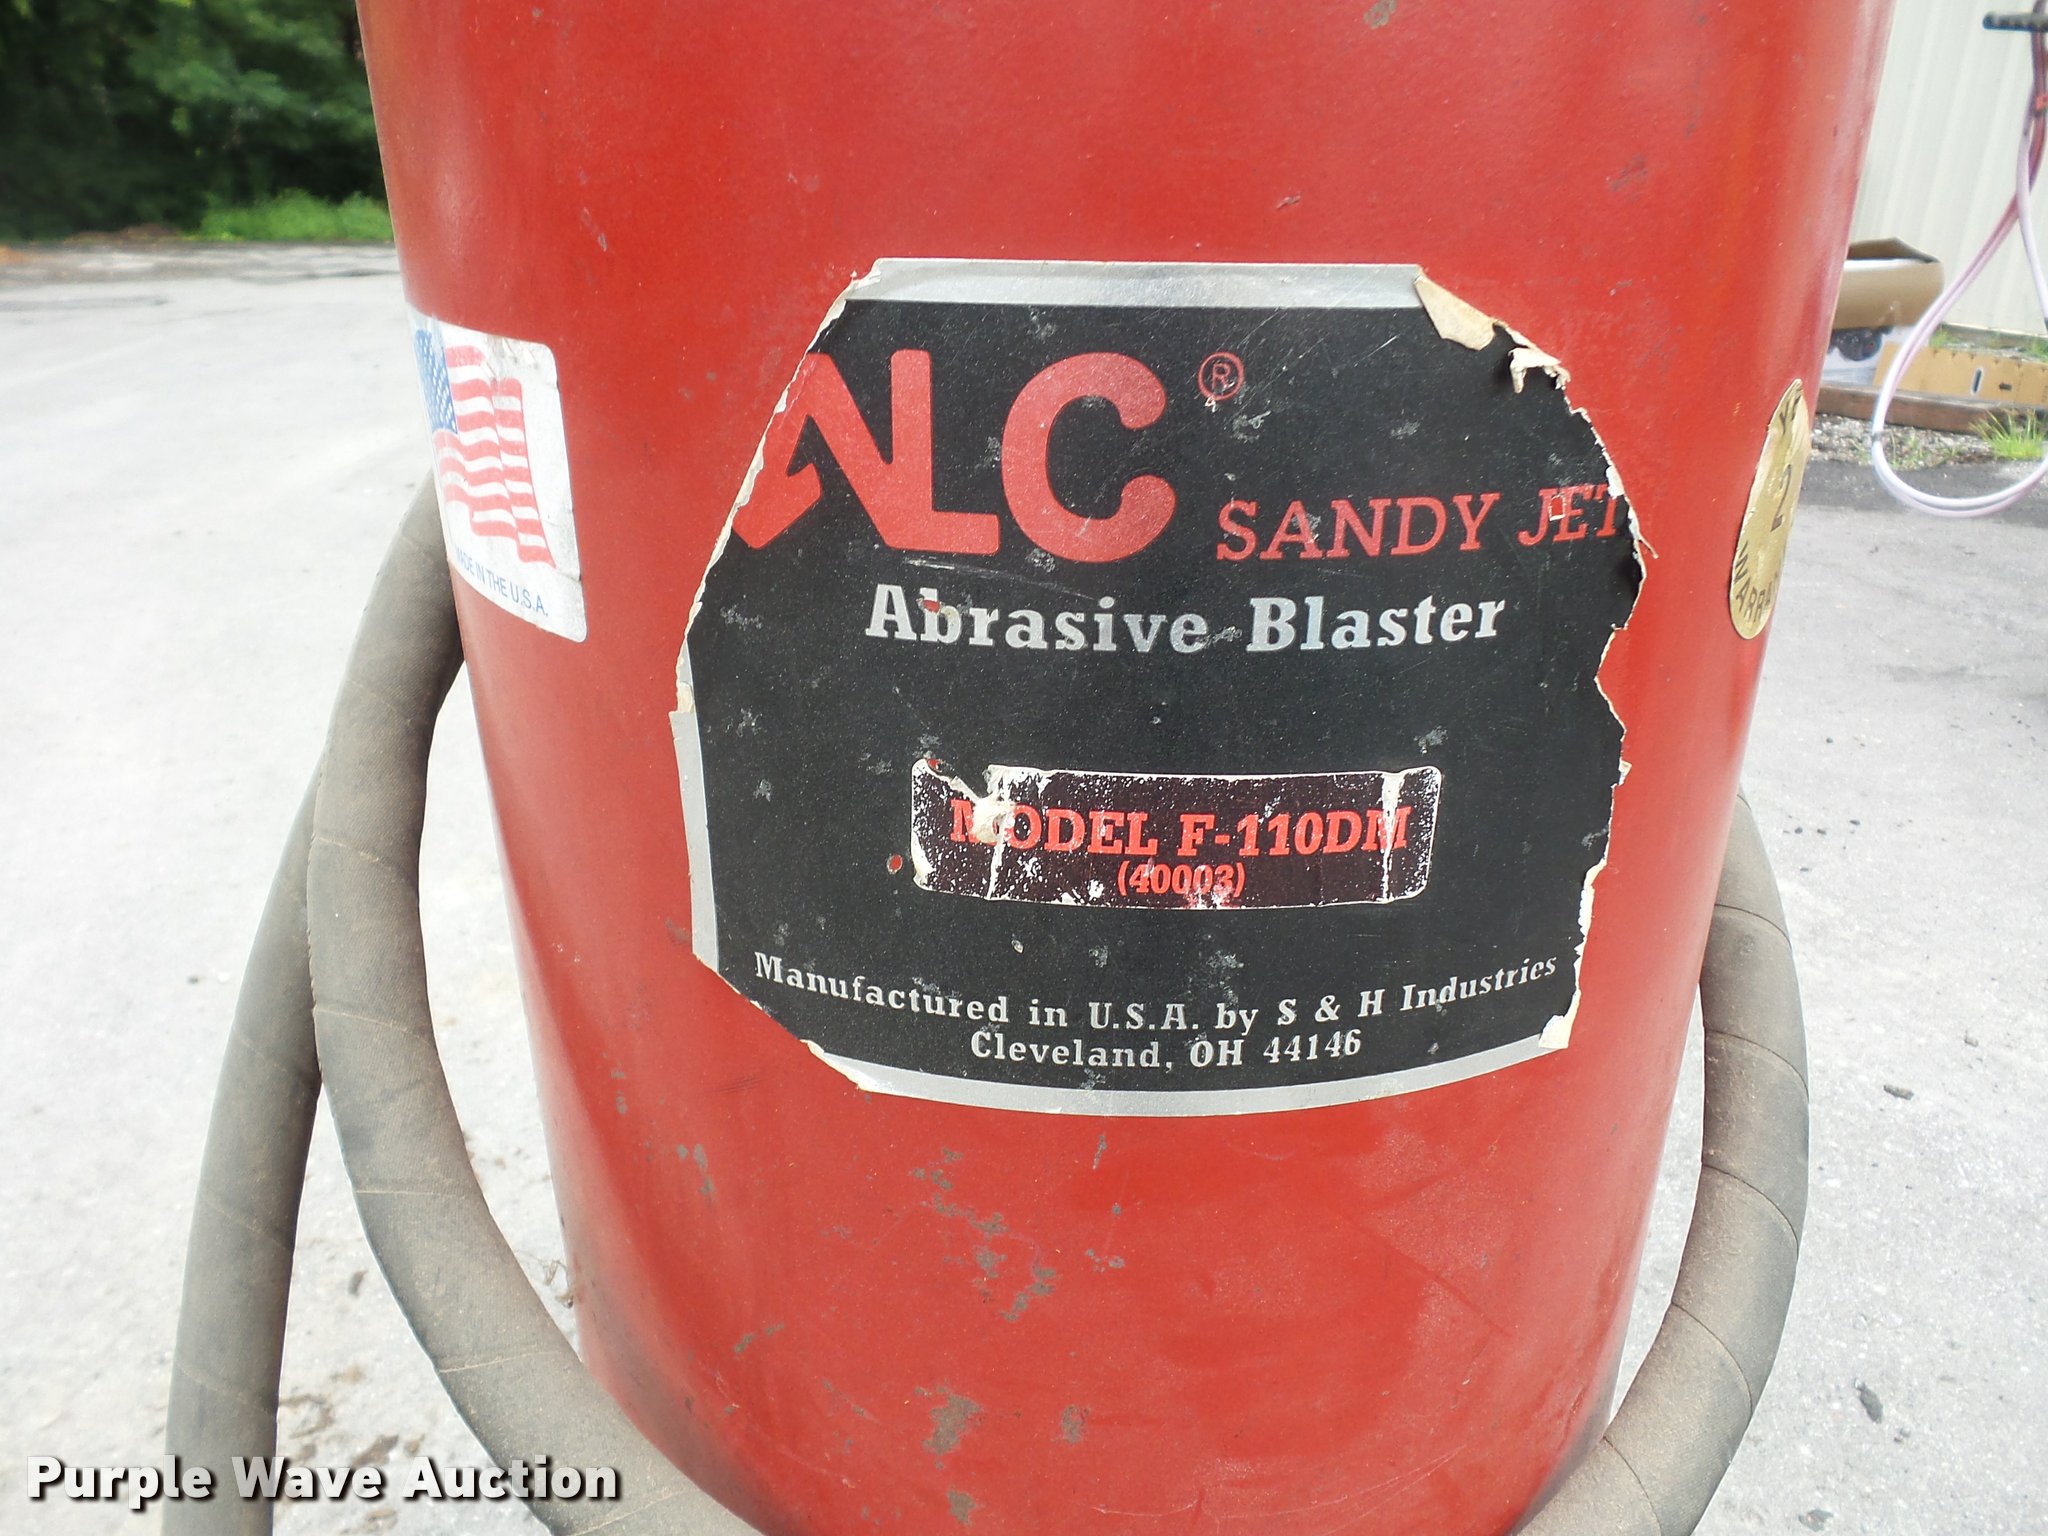 ALC®
SANDY JET
Abrasive Blaster
MODEL F-110DM
(40003)
Manufactured in U.S.A. by S & H Industries
Cleveland, OH 44146
MADE IN THE U.S.A.
2
Purple Wave Auction